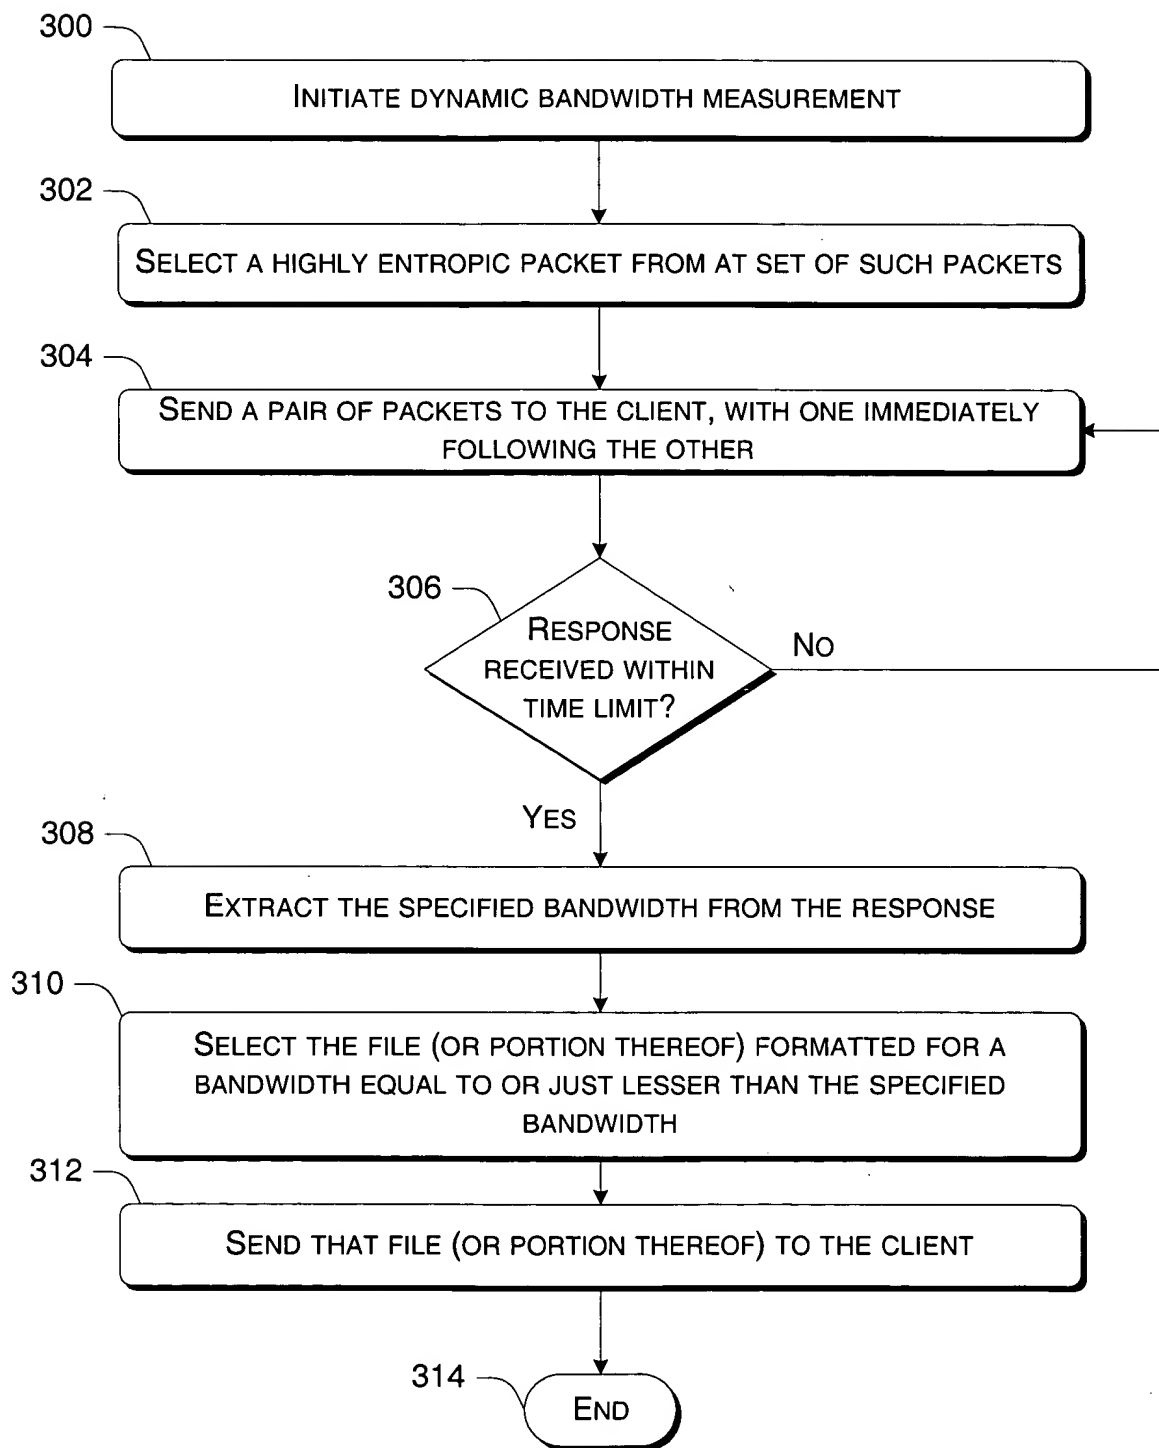 300
INITIATE DYNAMIC BANDWIDTH MEASUREMENT
302
SELECT A HIGHLY ENTROPIC PACKET FROM AT SET OF SUCH PACKETS
304
SEND A PAIR OF PACKETS TO THE CLIENT, WITH ONE IMMEDIATELY
FOLLOWING THE OTHER
306
RESPONSE
RECEIVED WITHIN
TIME LIMIT?
NO
YES
308
EXTRACT THE SPECIFIED BANDWIDTH FROM THE RESPONSE
310
SELECT THE FILE (OR PORTION THEREOF) FORMATTED FOR A
BANDWIDTH EQUAL TO OR JUST LESSER THAN THE SPECIFIED
BANDWIDTH
312
SEND THAT FILE (OR PORTION THEREOF) TO THE CLIENT
314
END